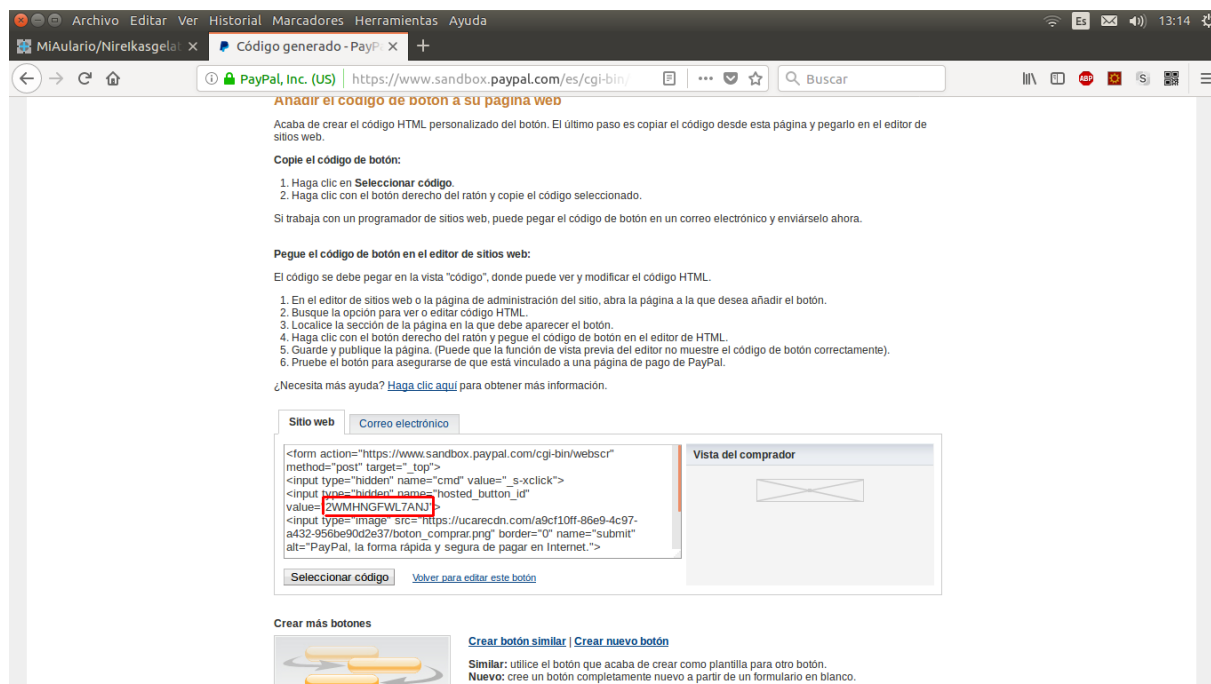 Archivo Editar Ver Historial Marcadores Herramientas Ayuda
Es
13:14
MiAulario/NireIkasgela
Código generado - PayP
PayPal, Inc. (US)
https://www.sandbox.paypal.com/es/cgi-bin/
Buscar
ABP
S
Añadir el código de botón a su página web
Acaba de crear el código HTML personalizado del botón. El último paso es copiar el código desde esta página y pegarlo en el editor de
sitios web.
Copie el código de botón:
1. Haga clic en Seleccionar código.
2. Haga clic con el botón derecho del ratón y copie el código seleccionado.
Si trabaja con un programador de sitios web, puede pegar el código de botón en un correo electrónico y enviárselo ahora.
Pegue el código de botón en el editor de sitios web:
El código se debe pegar en la vista "código", donde puede ver y modificar el código HTML.
1. En el editor de sitios web o la página de administración del sitio, abra la página a la que desea añadir el botón.
2. Busque la opción para ver o editar código HTML.
3. Localice la sección de la página en la que debe aparecer el botón.
4. Haga clic con el botón derecho del ratón y pegue el código de botón en el editor de HTML.
5. Guarde y publique la página. (Puede que la función de vista previa del editor no muestre el código de botón correctamente).
6. Pruebe el botón para asegurarse de que está vinculado a una página de pago de PayPal.
¿Necesita más ayuda? Haga clic aquí para obtener más información.
Sitio web
Correo electrónico
<form action="https://www.sandbox.paypal.com/cgi-bin/webscr"
method="post" target="_top">
<input type="hidden" name="cmd" value="_s-xclick">
<input type="hidden" name="hosted_button_id"
value="2WMHNGFWL7ANJ">
<input type="image" src="https://ucarecdn.com/a9cf10ff-86e9-4c97-
a432-956be90d2e37/boton_comprar.png" border="0" name="submit"
alt="PayPal, la forma rápida y segura de pagar en Internet.">
Vista del comprador
Seleccionar código
Volver para editar este botón
Crear más botones
Crear botón similar | Crear nuevo botón
Similar: utilice el botón que acaba de crear como plantilla para otro botón.
Nuevo: cree un botón completamente nuevo a partir de un formulario en blanco.